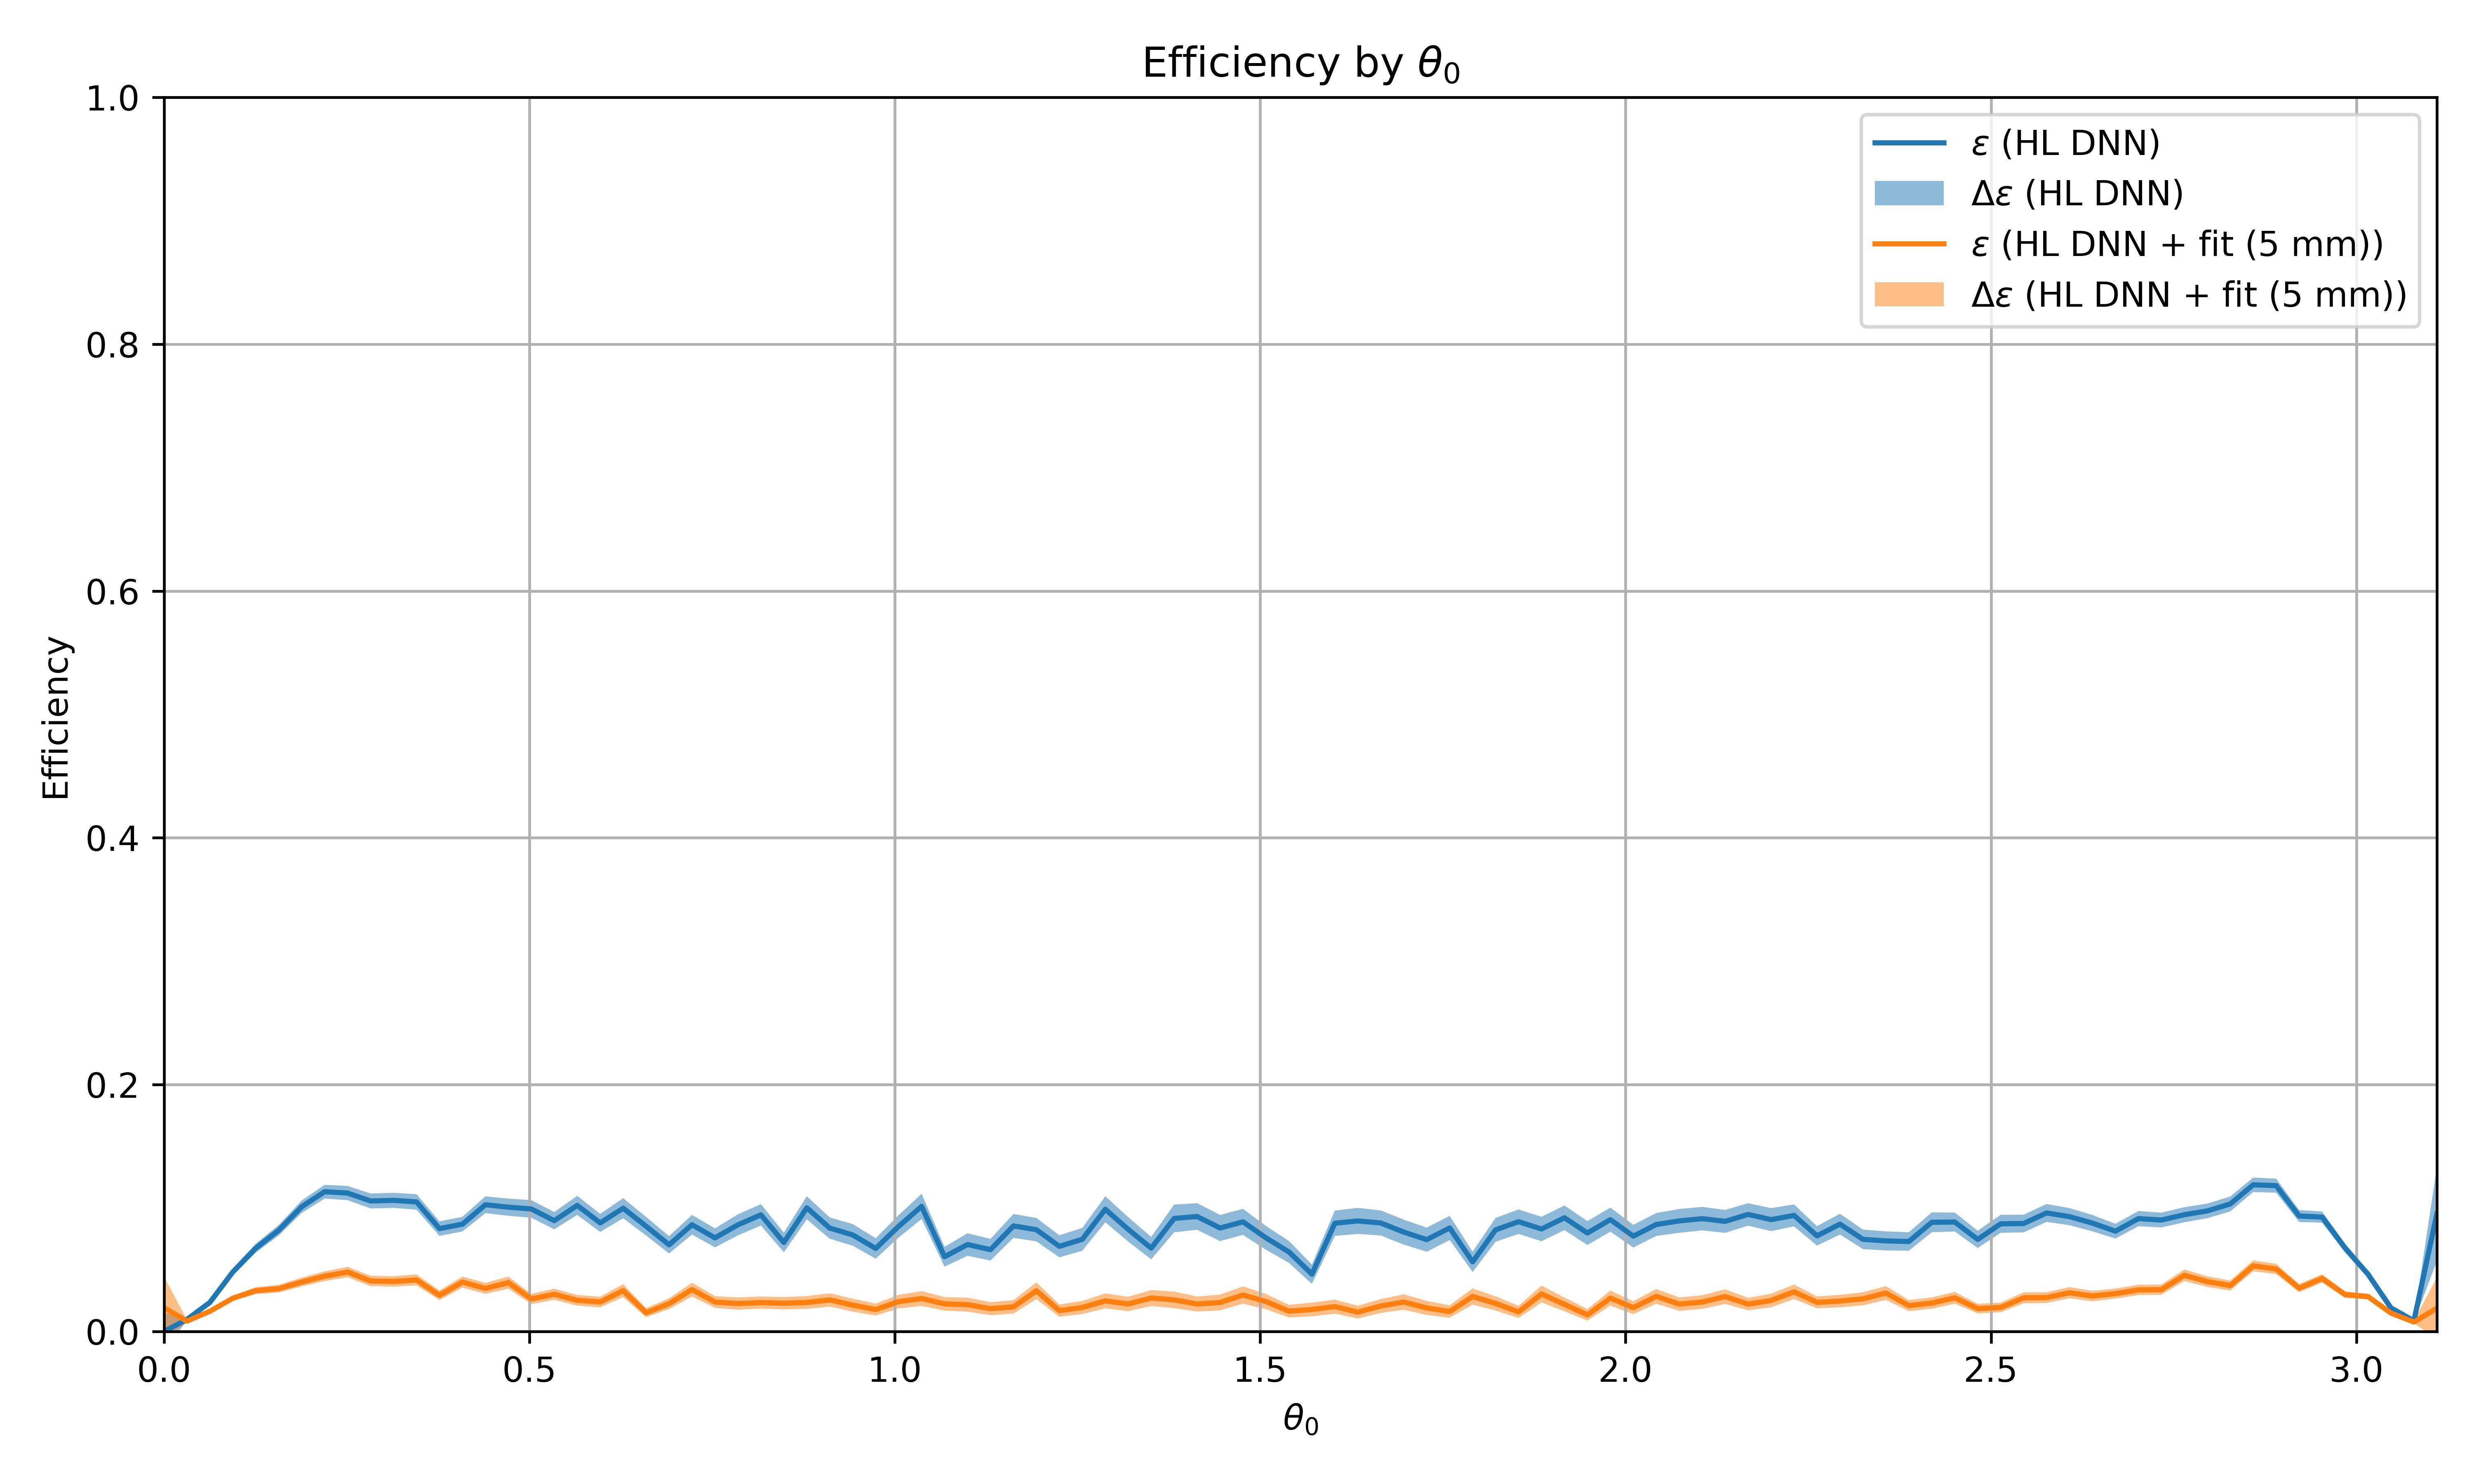 Efficiency by θ₀
1.0
0.8
0.6
0.4
0.2
0.0
Efficiency
ε (HL DNN)
Δε (HL DNN)
ε (HL DNN + fit (5 mm))
Δε (HL DNN + fit (5 mm))
0.0 0.5 1.0 1.5 2.0 2.5 3.0
θ₀